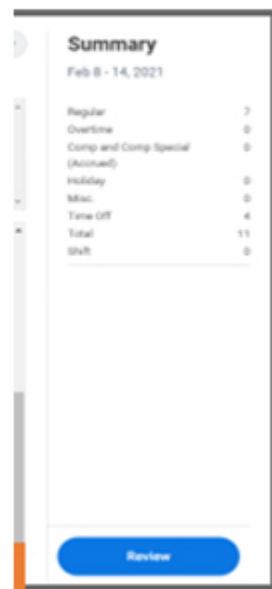 Summary
Feb 8 - 14, 2021
Regular 7
Overtime 0
Comp and Comp Special 0
(Accrued)
Holiday 0
Misc. 0
Time Off 4
Total 11
Shift 0
Review